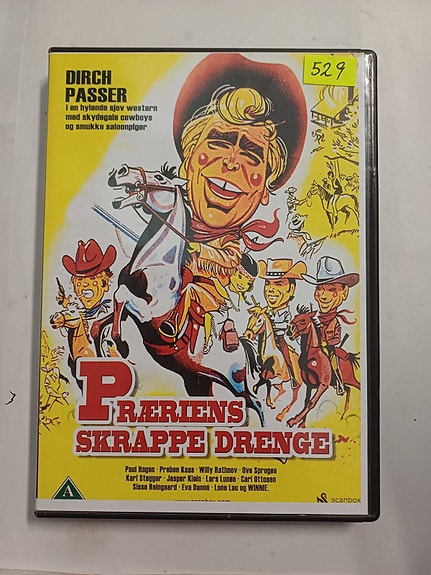 529
DIRCH
PASSER
i en hylende sjov western
med skydegale cowboys
og smukke saloonpiger
PRÆRIENS
SKRAPPE DRENGE
Paul Hagen · Preben Kaas · Willy Rathnov · Ove Sprogøe
Karl Stegger · Jesper Klein · Lars Lunøe · Carl Ottosen
Sisse Reingaard · Eva Danné · Lone Lau og WINNIE.
A
scanbox